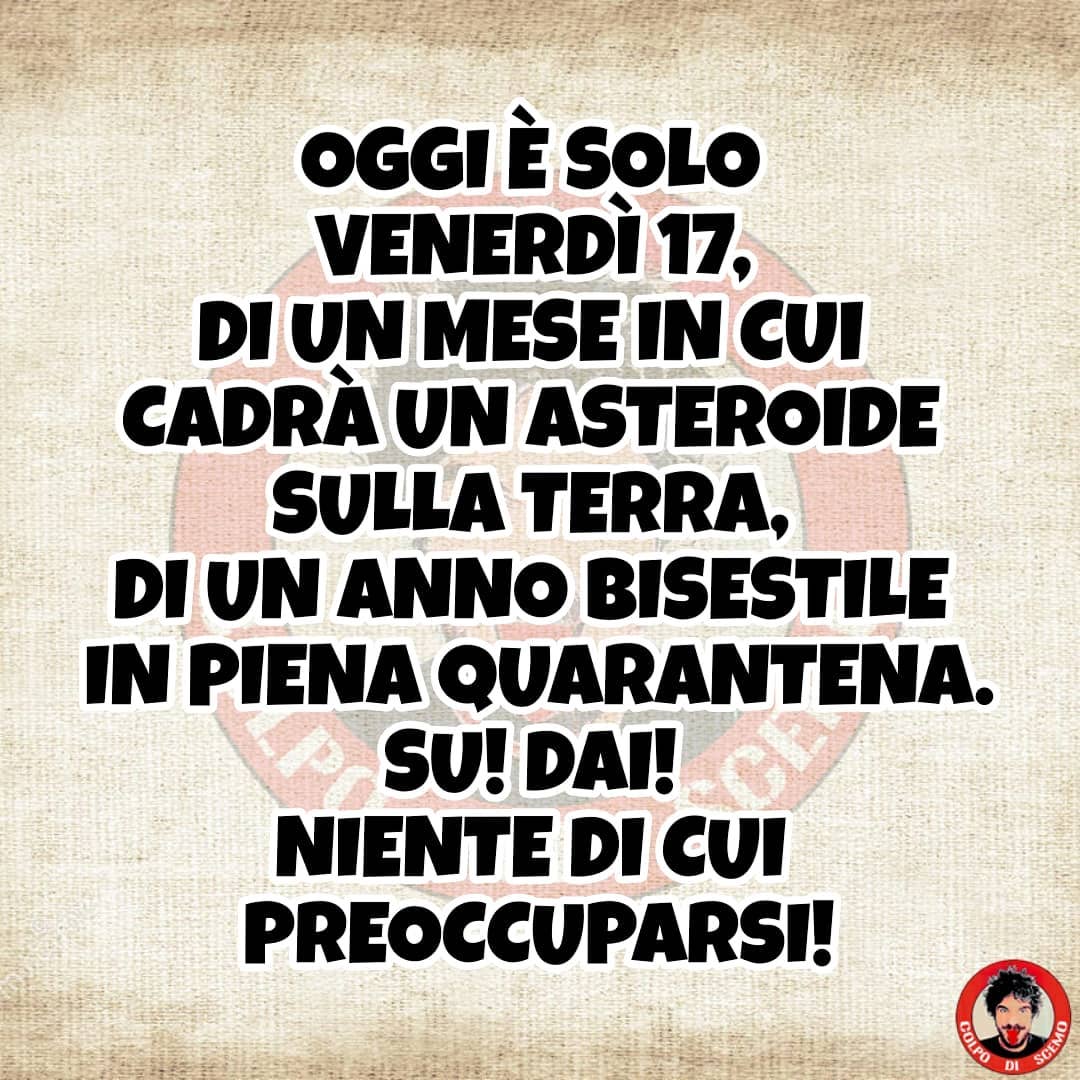 OGGI È SOLO
VENERDÌ 17,
DI UN MESE IN CUI
CADRÀ UN ASTEROIDE
SULLA TERRA,
DI UN ANNO BISESTILE
IN PIENA QUARANTENA.
SU! DAI!
NIENTE DI CUI
PREOCCUPARSI!
COLPO DI SCEMO